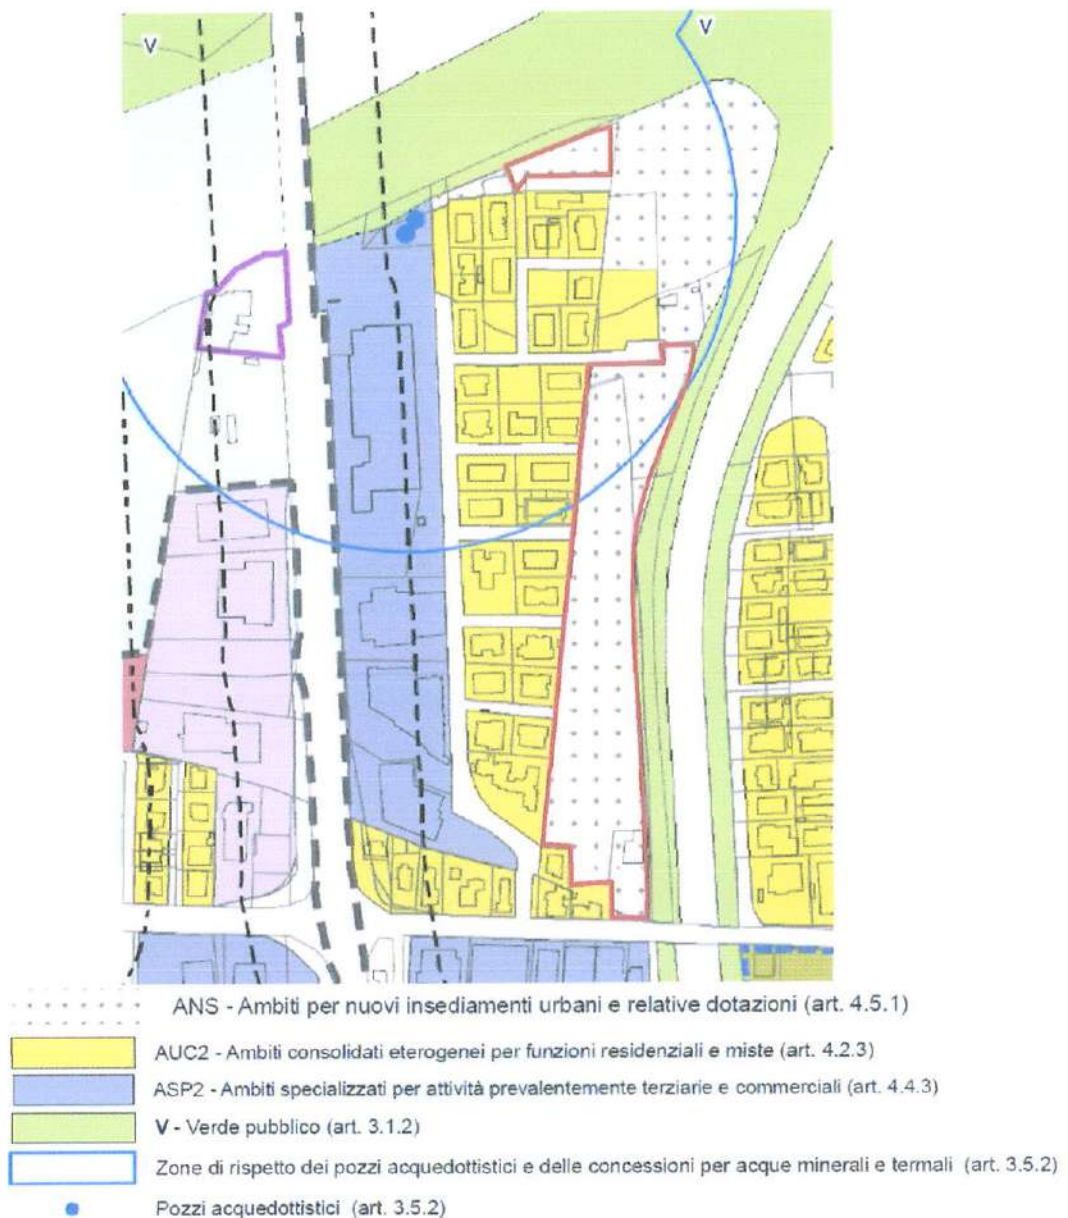 V
V
ANS - Ambiti per nuovi insediamenti urbani e relative dotazioni (art. 4.5.1)
AUC2 - Ambiti consolidati eterogenei per funzioni residenziali e miste (art. 4.2.3)
ASP2 - Ambiti specializzati per attività prevalentemente terziarie e commerciali (art. 4.4.3)
V - Verde pubblico (art. 3.1.2)
Zone di rispetto dei pozzi acquedottistici e delle concessioni per acque minerali e termali (art. 3.5.2)
Pozzi acquedottistici (art. 3.5.2)